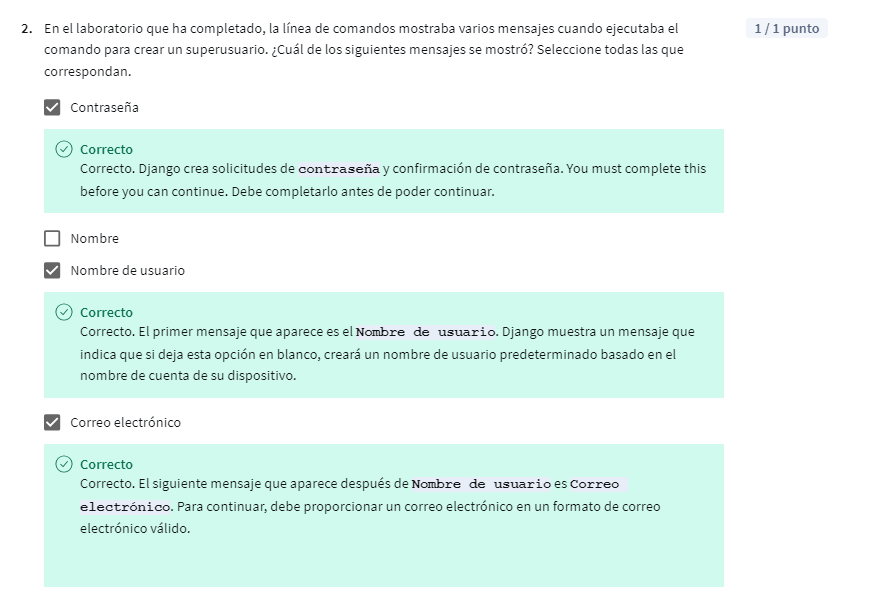 2. En el laboratorio que ha completado, la línea de comandos mostraba varios mensajes cuando ejecutaba el
1 / 1 punto
comando para crear un superusuario. ¿Cuál de los siguientes mensajes se mostró? Seleccione todas las que
correspondan.
Contraseña
Correcto
Correcto. Django crea solicitudes de contraseña y confirmación de contraseña. You must complete this
before you can continue. Debe completarlo antes de poder continuar.
Nombre
Nombre de usuario
Correcto
Correcto. El primer mensaje que aparece es el Nombre de usuario. Django muestra un mensaje que
indica que si deja esta opción en blanco, creará un nombre de usuario predeterminado basado en el
nombre de cuenta de su dispositivo.
Correo electrónico
Correcto
Correcto. El siguiente mensaje que aparece después de Nombre de usuario es Correo
electrónico. Para continuar, debe proporcionar un correo electrónico en un formato de correo
electrónico válido.